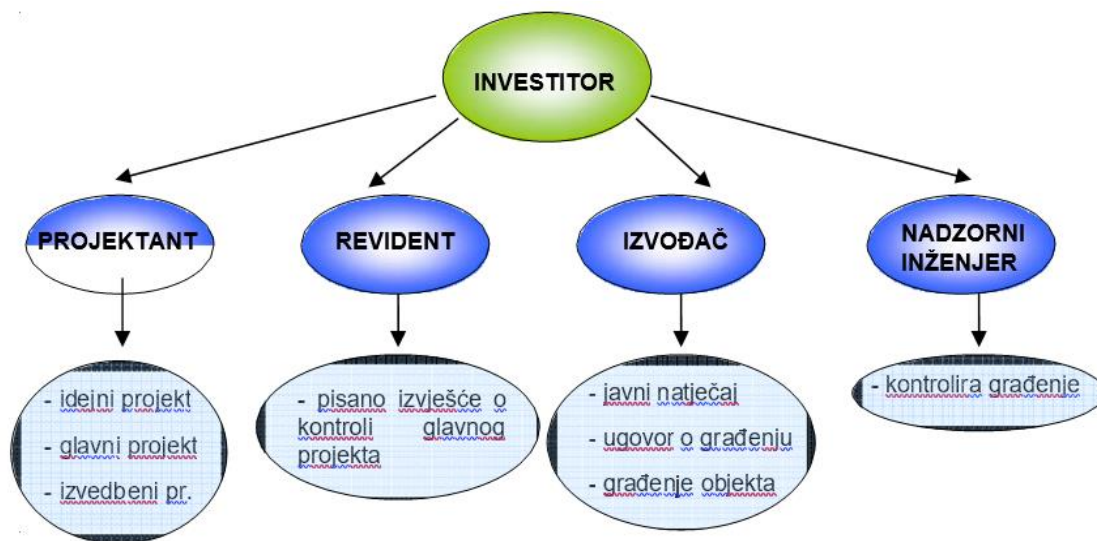 INVESTITOR
PROJEKTANT
REVIDENT
IZVOĐAČ
NADZORNI
INŽENJER
- idejni projekt
- glavni projekt
- izvedbeni pr.
- pisano izvješće o
kontroli glavnog
projekta
- javni natječaj
- ugovor o građenju
- građenje objekta
- kontrolira građenje